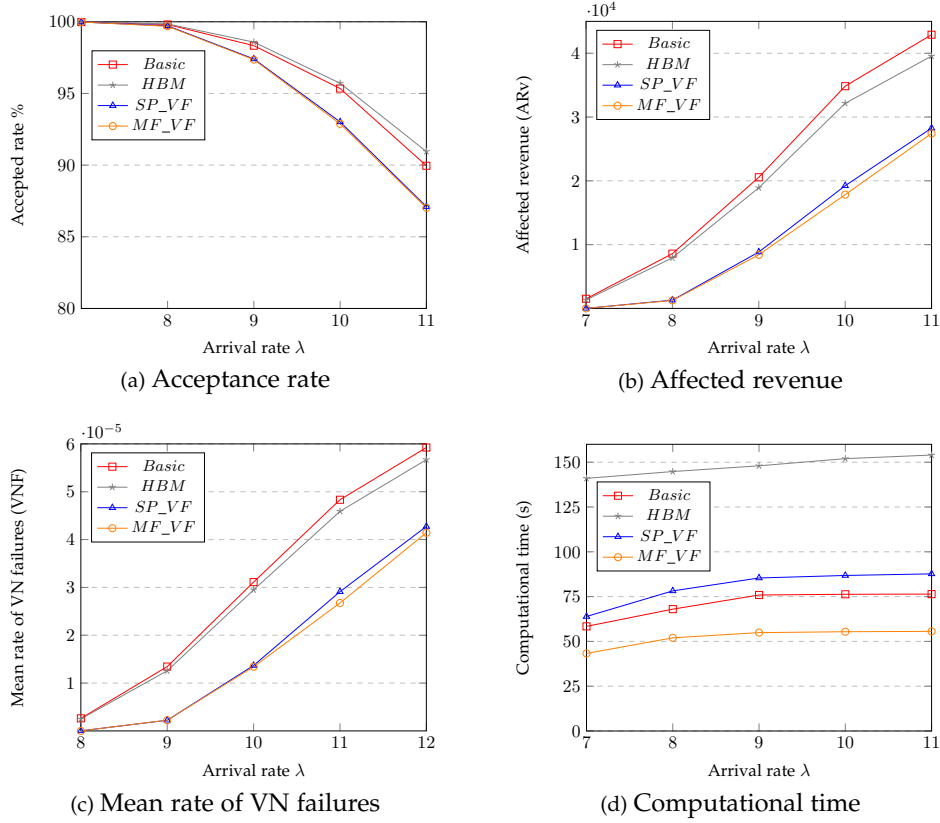 100
95
90
85
80
8
9
10
11
Accepted rate %
Arrival rate λ
Basic
HBM
SP_VF
MF_VF
(a) Acceptance rate
·10⁴
4
3
2
1
7
8
9
10
11
Affected revenue (ARv)
Arrival rate λ
Basic
HBM
SP_VF
MF_VF
(b) Affected revenue
·10⁻⁵
6
5
4
3
2
1
8
9
10
11
12
Mean rate of VN failures (VNF)
Arrival rate λ
Basic
HBM
SP_VF
MF_VF
(c) Mean rate of VN failures
150
125
100
75
50
25
0
7
8
9
10
11
Computational time (s)
Arrival rate λ
Basic
HBM
SP_VF
MF_VF
(d) Computational time